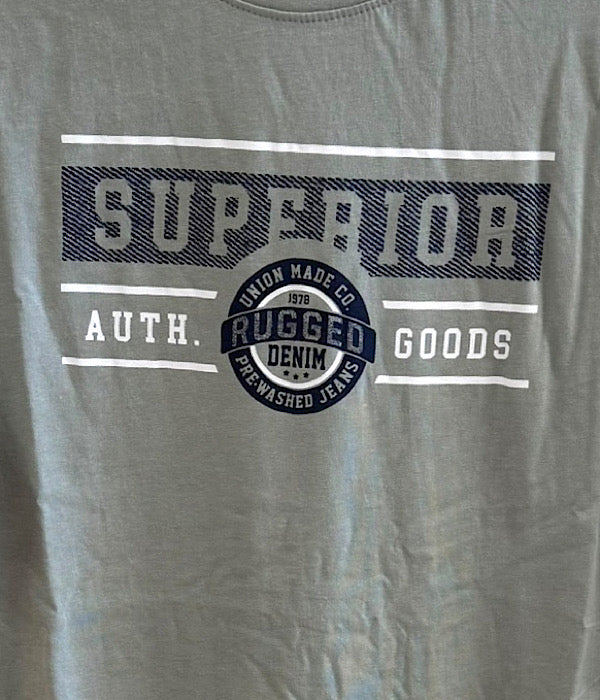 SUPERIOR
AUTH.
UNION MADE CO.
1978
RUGGED
DENIM
PRE-WASHED JEANS
GOODS